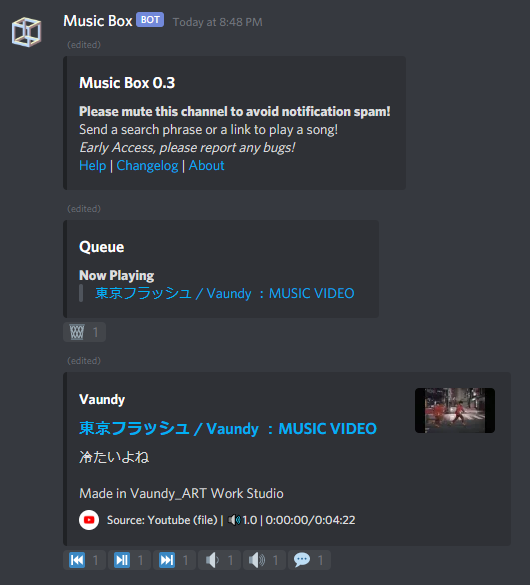 Music Box BOT Today at 8:48 PM
(edited)
Music Box 0.3
Please mute this channel to avoid notification spam!
Send a search phrase or a link to play a song!
Early Access, please report any bugs!
Help | Changelog | About
(edited)
Queue
Now Playing
東京フラッシュ / Vaundy ：MUSIC VIDEO
1
(edited)
Vaundy
東京フラッシュ / Vaundy ：MUSIC VIDEO
冷たいよね
Made in Vaundy_ART Work Studio
Source: Youtube (file) | 🔊1.0 | 0:00:00/0:04:22
1 1 1 1 1 1